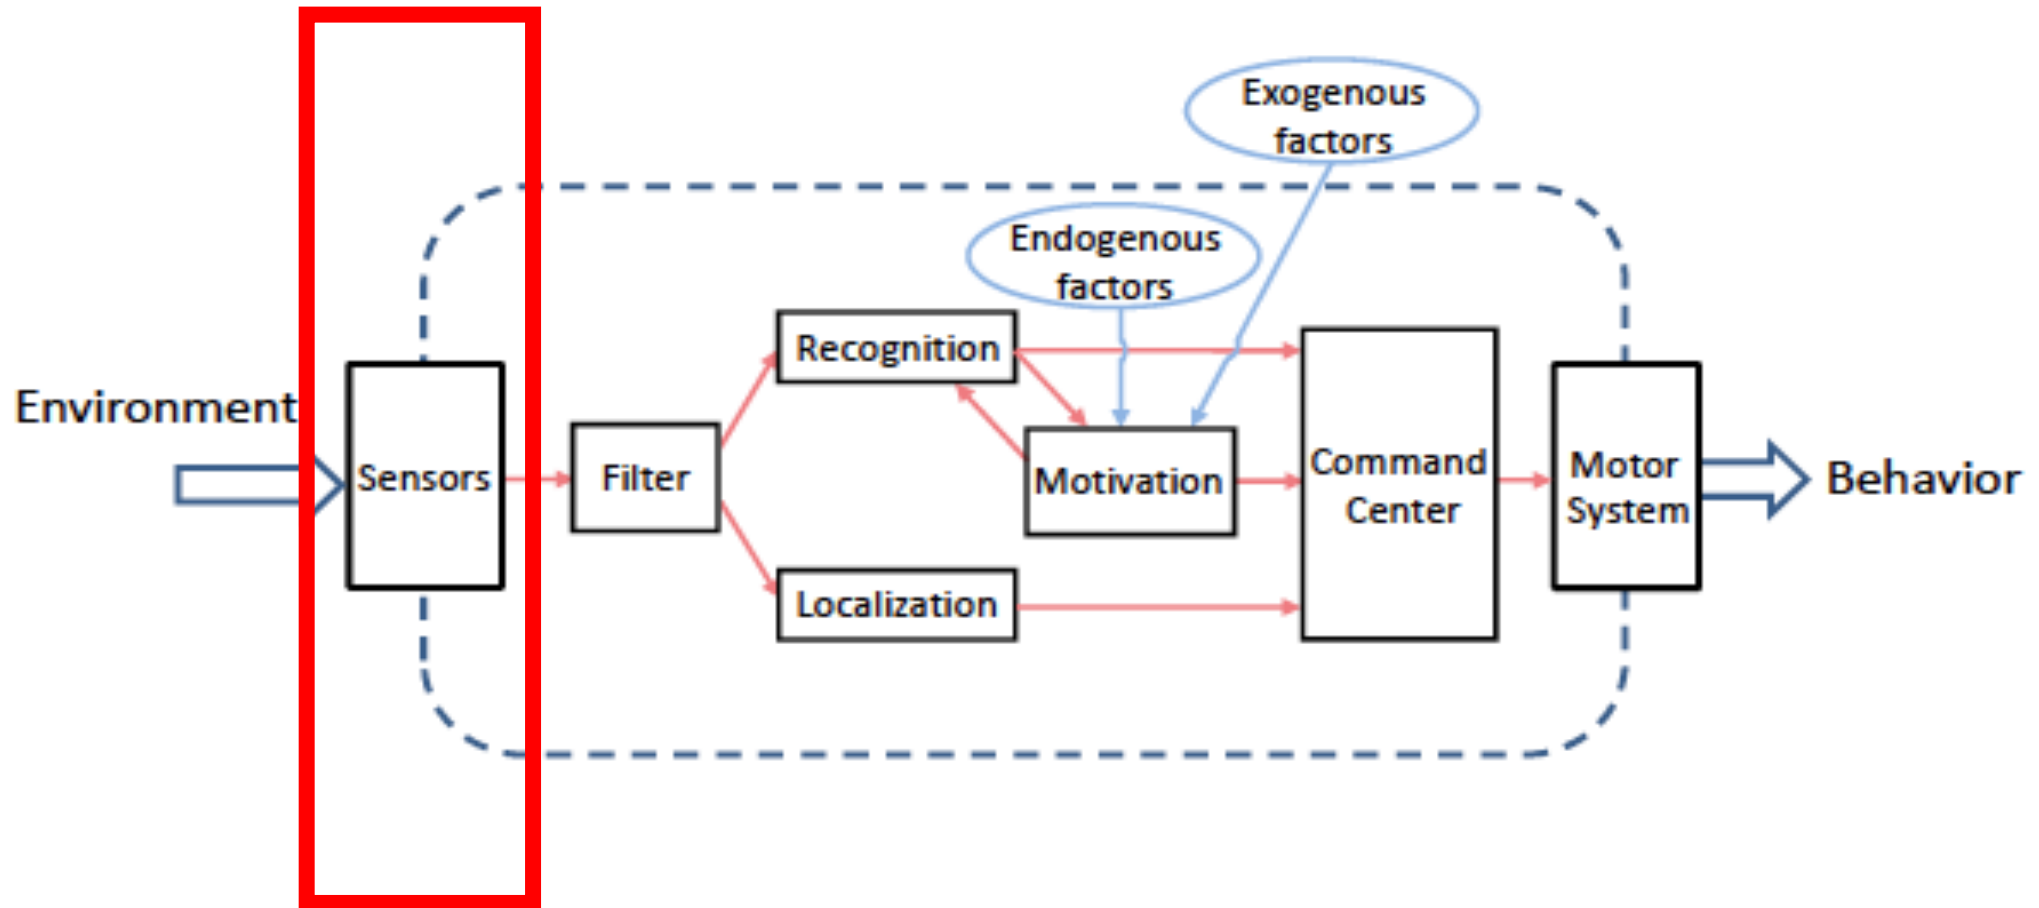 Exogenous
factors
Endogenous
factors
Recognition
Environment
Sensors
Filter
Motivation
Command
Center
Motor
System
Behavior
Localization